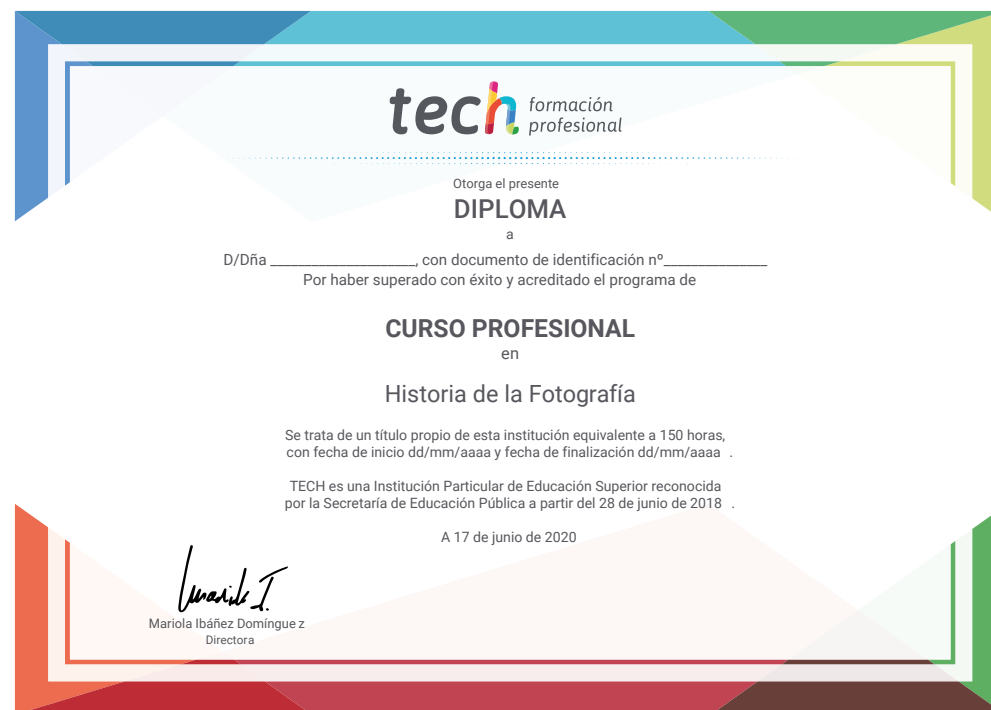 tech formación
profesional
Otorga el presente
DIPLOMA
a
D/Dña _____________________, con documento de identificación nº_______________
Por haber superado con éxito y acreditado el programa de
CURSO PROFESIONAL
en
Historia de la Fotografía
Se trata de un título propio de esta institución equivalente a 150 horas,
con fecha de inicio dd/mm/aaaa y fecha de finalización dd/mm/aaaa .
TECH es una Institución Particular de Educación Superior reconocida
por la Secretaría de Educación Pública a partir del 28 de junio de 2018 .
A 17 de junio de 2020
Mariola Ibáñez Domíngue z
Directora